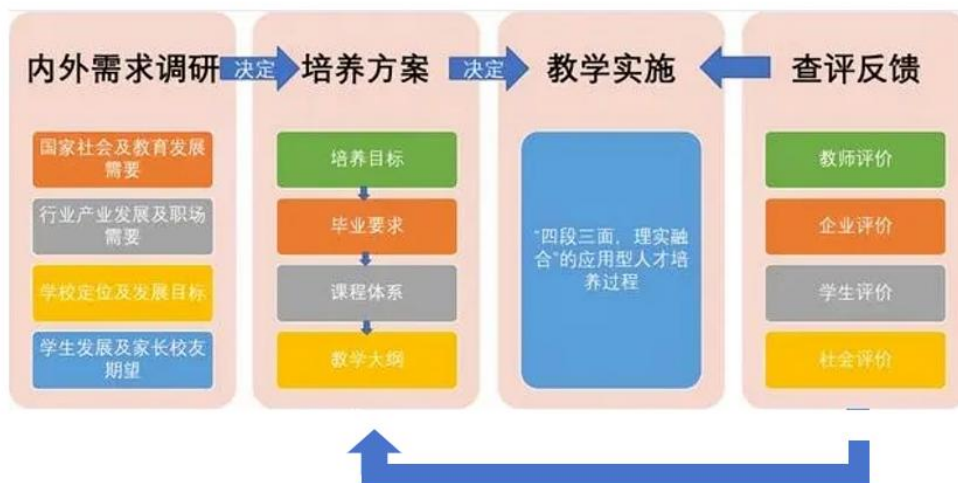 内外需求调研
决定
培养方案
决定
教学实施
查评反馈
国家社会及教育发展
需要
行业产业发展及职场
需要
学校定位及发展目标
学生发展及家长校友
期望
培养目标
毕业要求
课程体系
教学大纲
“四段三面，理实融
合”的应用型人才培
养过程
教师评价
企业评价
学生评价
社会评价